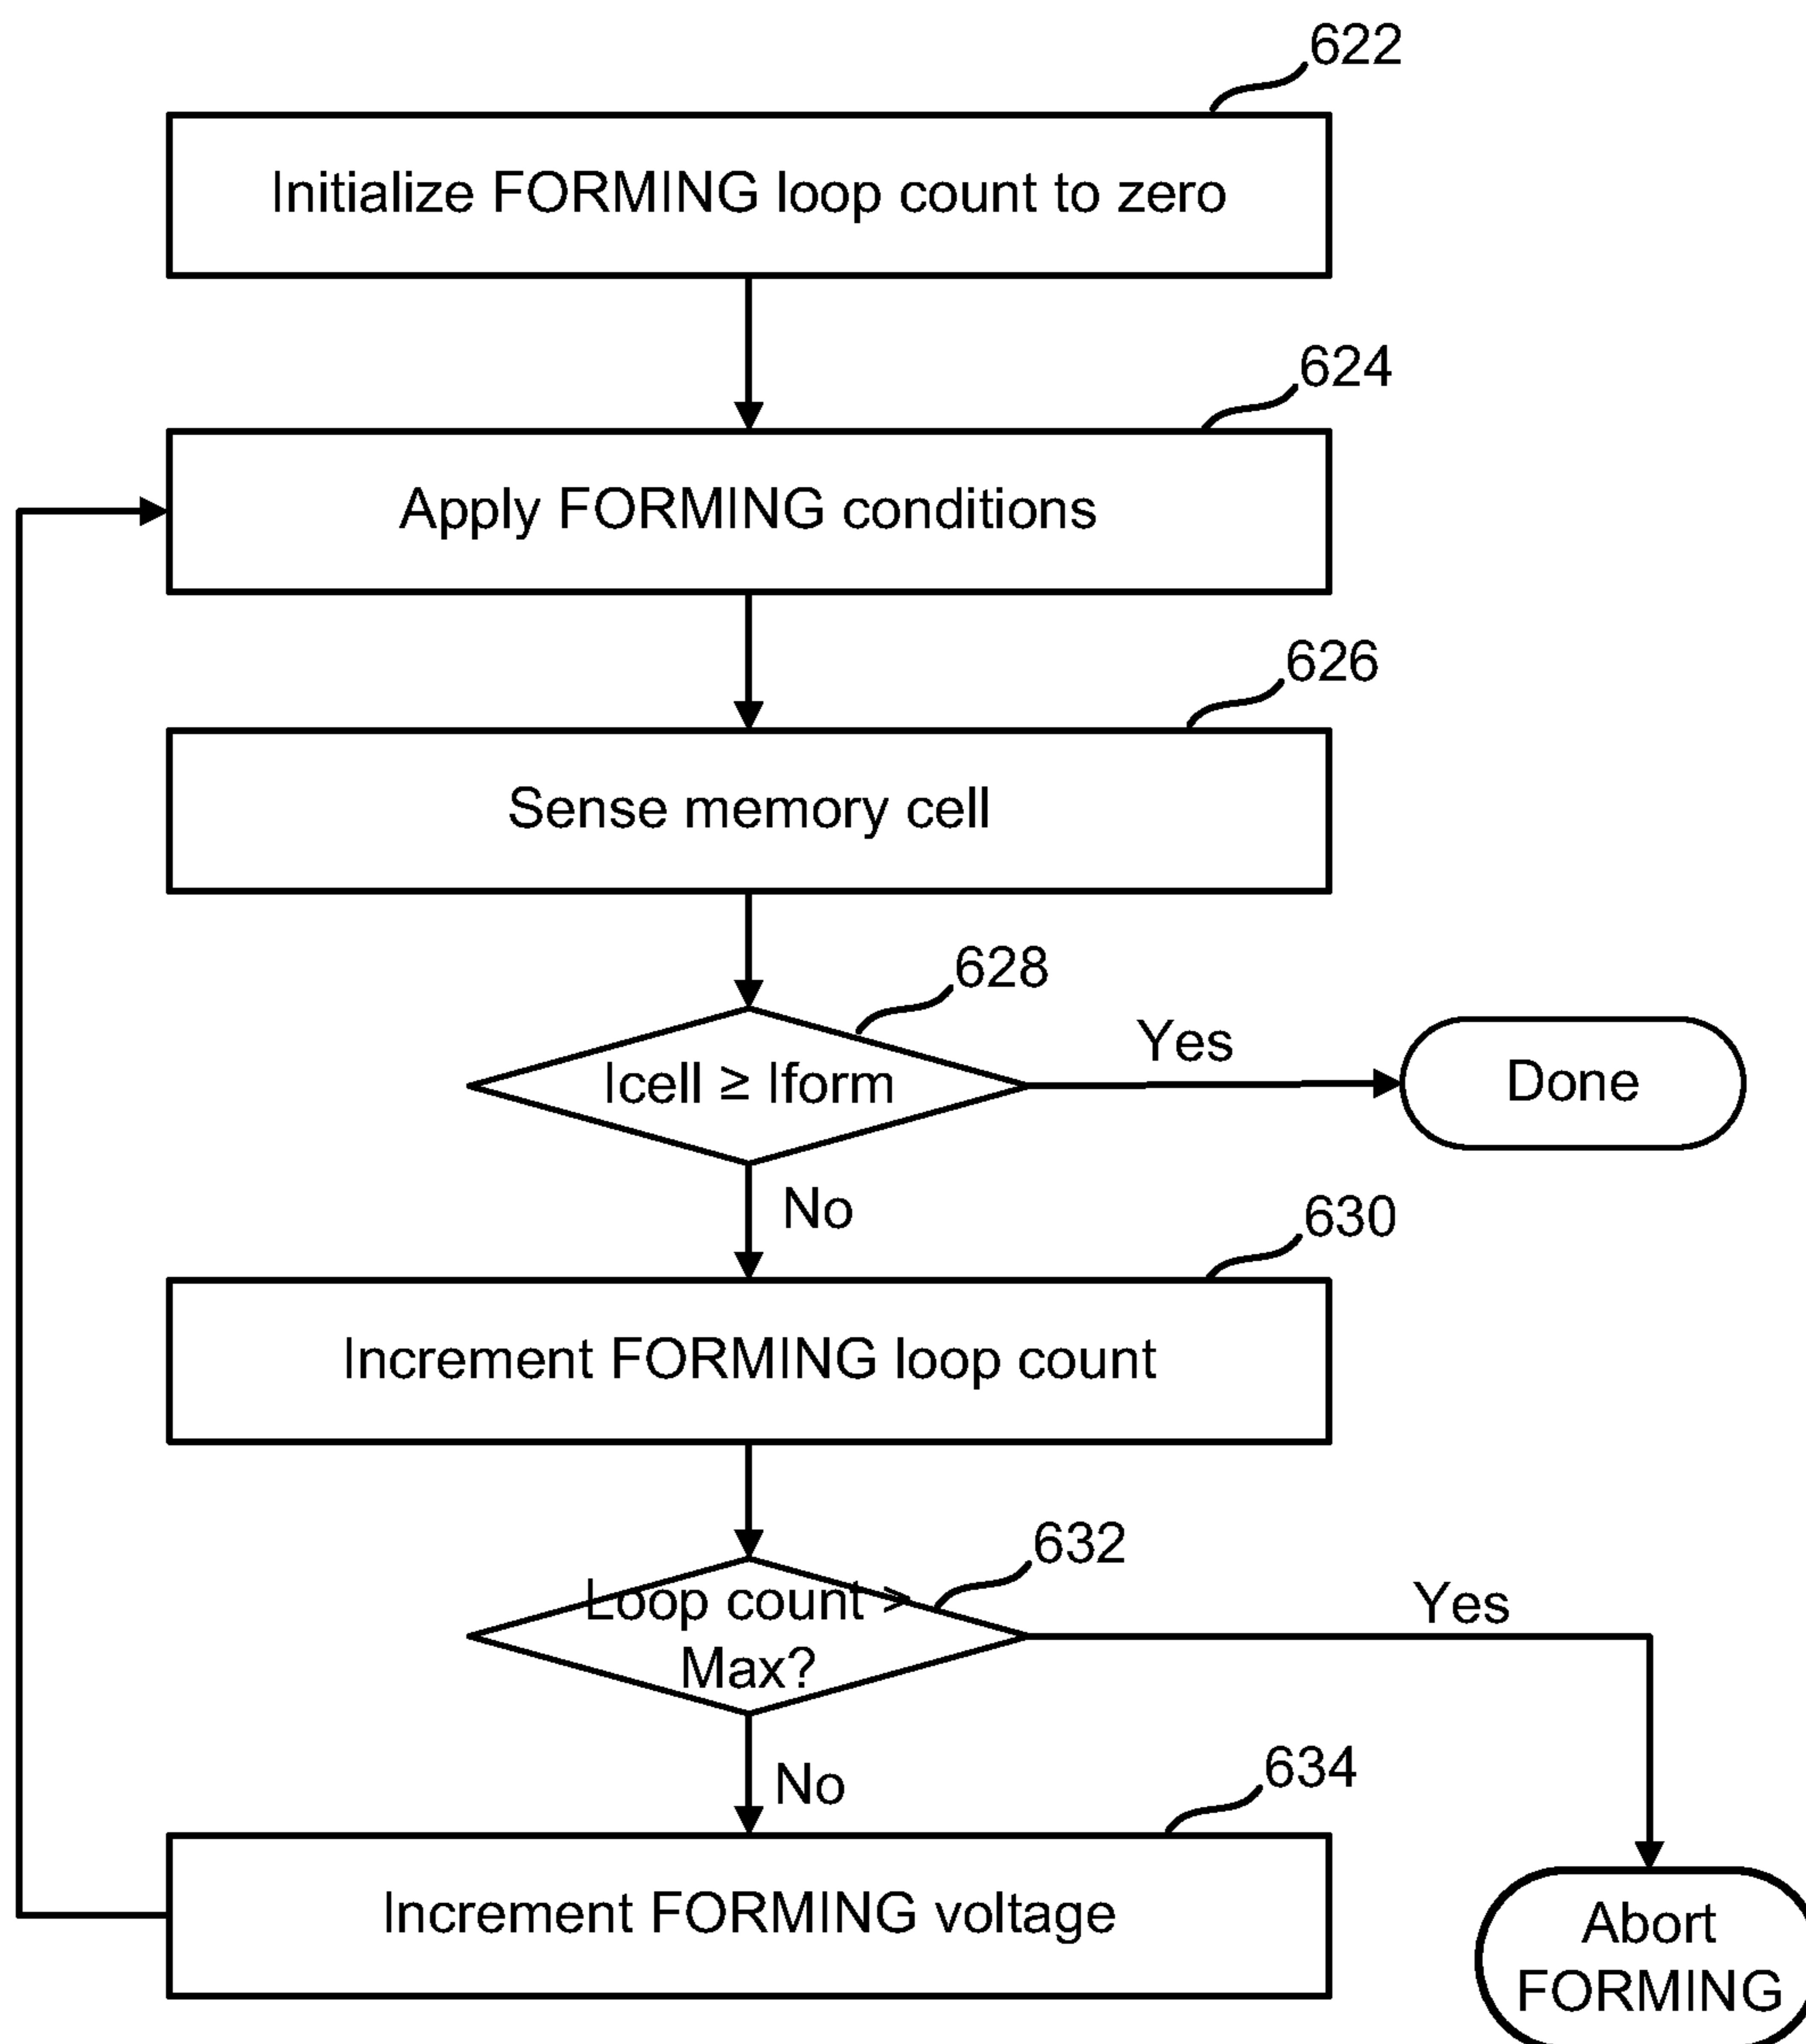 622
Initialize FORMING loop count to zero
624
Apply FORMING conditions
626
Sense memory cell
628
Icell ≥ Iform
Yes
Done
No
630
Increment FORMING loop count
632
Loop count >
Max?
Yes
No
634
Increment FORMING voltage
Abort
FORMING